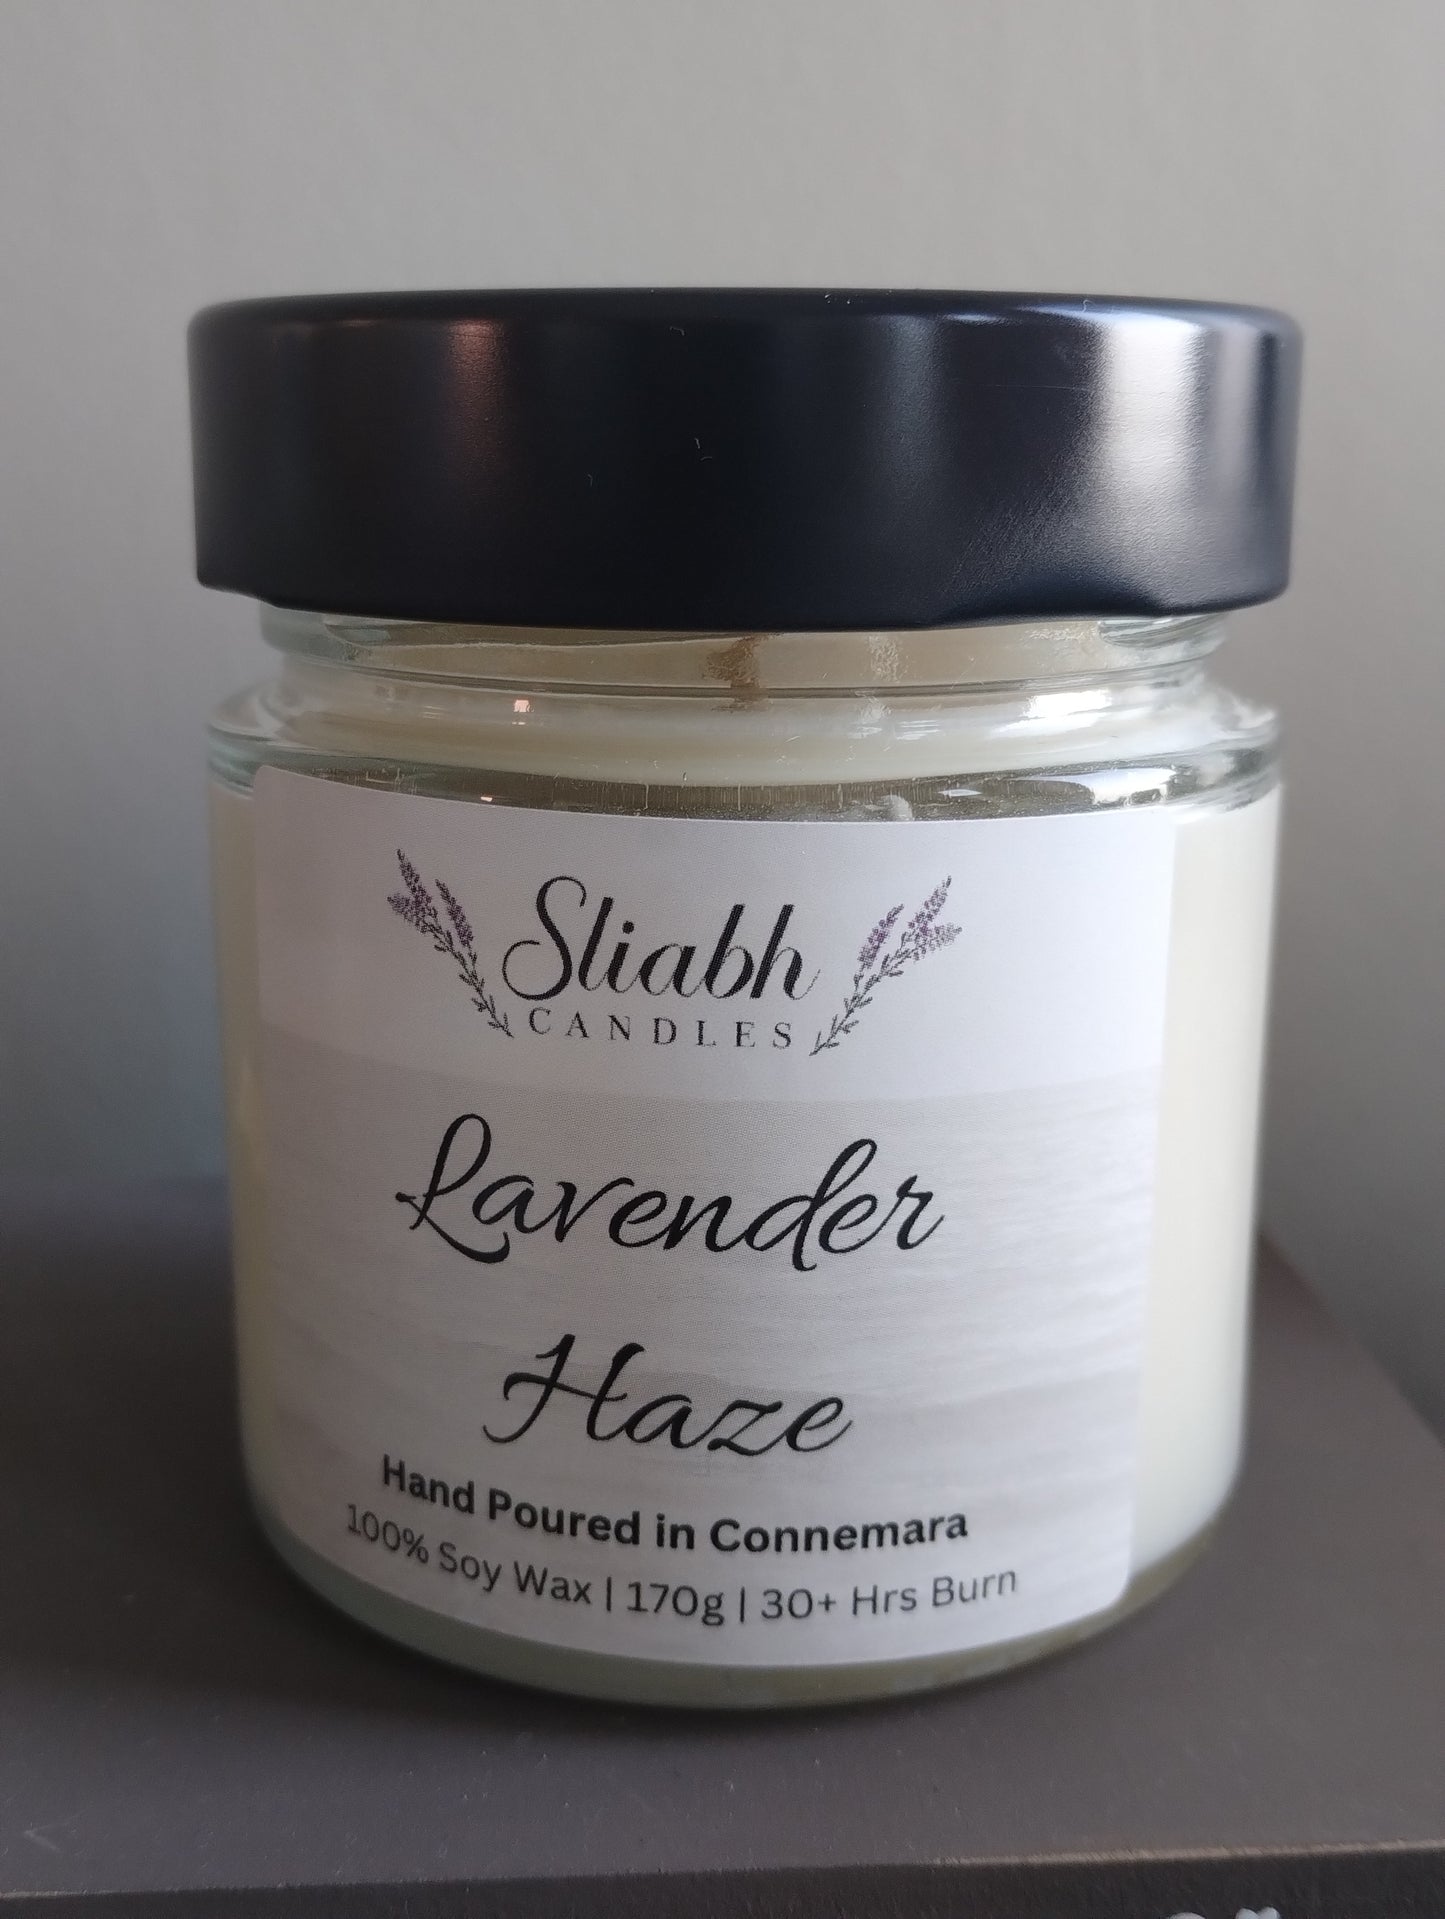 Sliabh
CANDLES
Lavender
Haze
Hand Poured in Connemara
100% Soy Wax | 170g | 30+ Hrs Burn